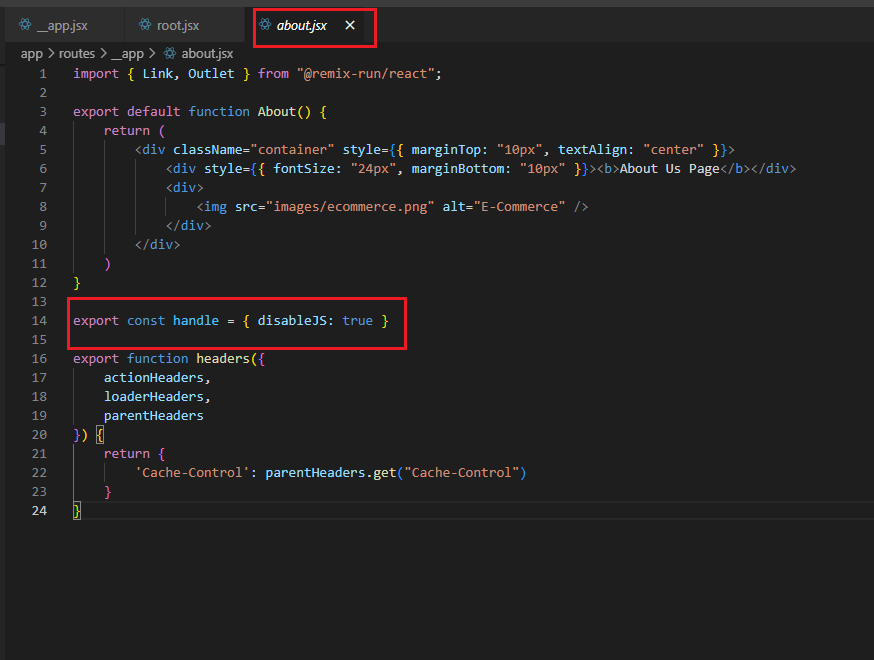 __app.jsx root.jsx about.jsx
app > routes > __app > about.jsx
1 import { Link, Outlet } from "@remix-run/react";
2
3 export default function About() {
4 return (
5 <div className="container" style={{ marginTop: "10px", textAlign: "center" }}>
6 <div style={{ fontSize: "24px", marginBottom: "10px" }}><b>About Us Page</b></div>
7 <div>
8 <img src="images/ecommerce.png" alt="E-Commerce" />
9 </div>
10 </div>
11 )
12 }
13
14 export const handle = { disableJS: true }
15
16 export function headers({
17 actionHeaders,
18 loaderHeaders,
19 parentHeaders
20 }) {
21 return {
22 'Cache-Control': parentHeaders.get("Cache-Control")
23 }
24 }